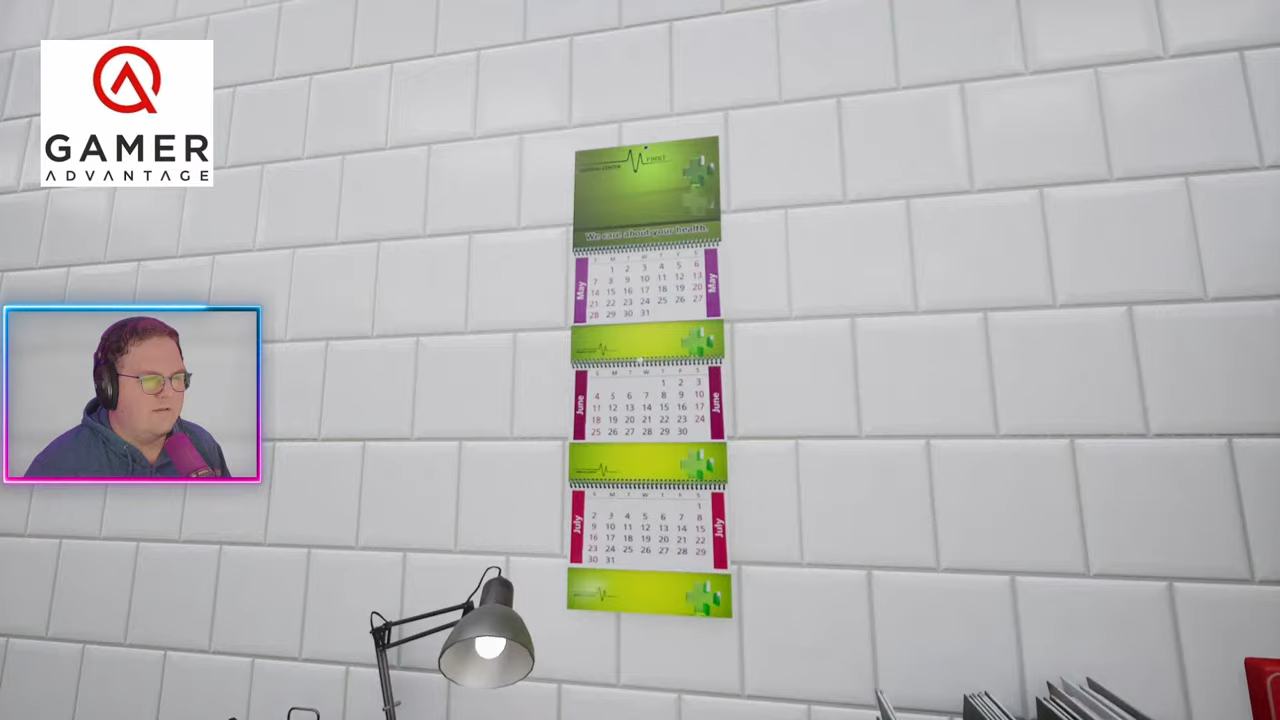 GAMER
ADVANTAGE
FIRST
We care about your health.
S M T W T F S
May
May
1 2 3 4 5 6
7 8 9 10 11 12 13
14 15 16 17 18 19 20
21 22 23 24 25 26 27
28 29 30 31
S M T W T F S
June
June
1 2 3
4 5 6 7 8 9 10
11 12 13 14 15 16 17
18 19 20 21 22 23 24
25 26 27 28 29 30
S M T W T F S
July
July
1
2 3 4 5 6 7 8
9 10 11 12 13 14 15
16 17 18 19 20 21 22
23 24 25 26 27 28 29
30 31